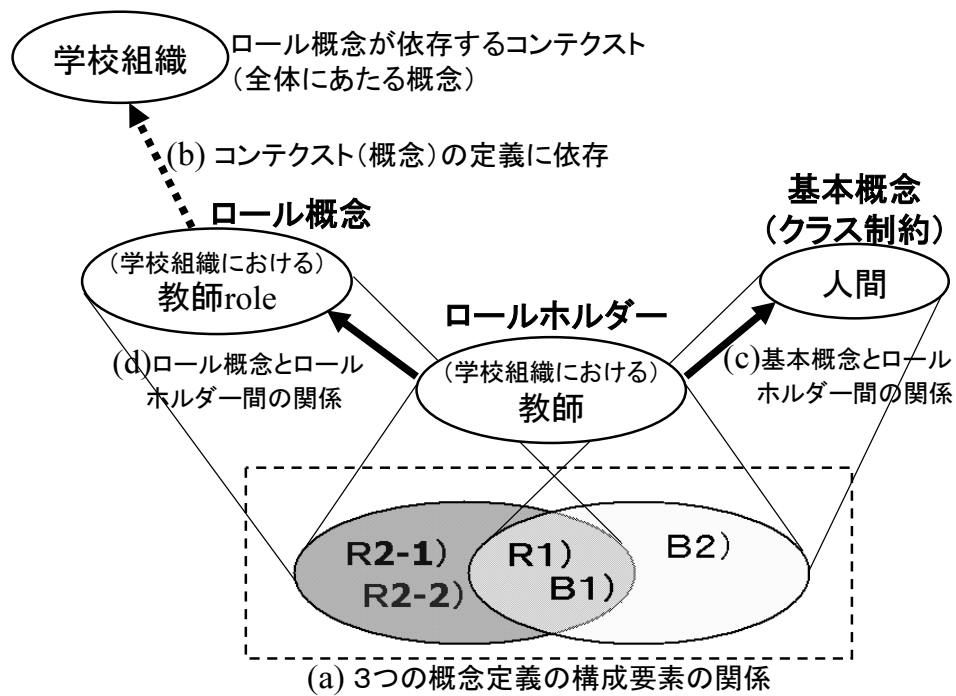 学校組織
ロール概念が依存するコンテクスト
(全体にあたる概念)
(b) コンテクスト(概念)の定義に依存
ロール概念
基本概念
(クラス制約)
(学校組織における)
教師role
人間
ロールホルダー
(d)ロール概念とロール
ホルダー間の関係
(学校組織における)
教師
(c)基本概念とロール
ホルダー間の関係
R2-1)
R2-2)
R1)
B1)
B2)
(a) 3つの概念定義の構成要素の関係